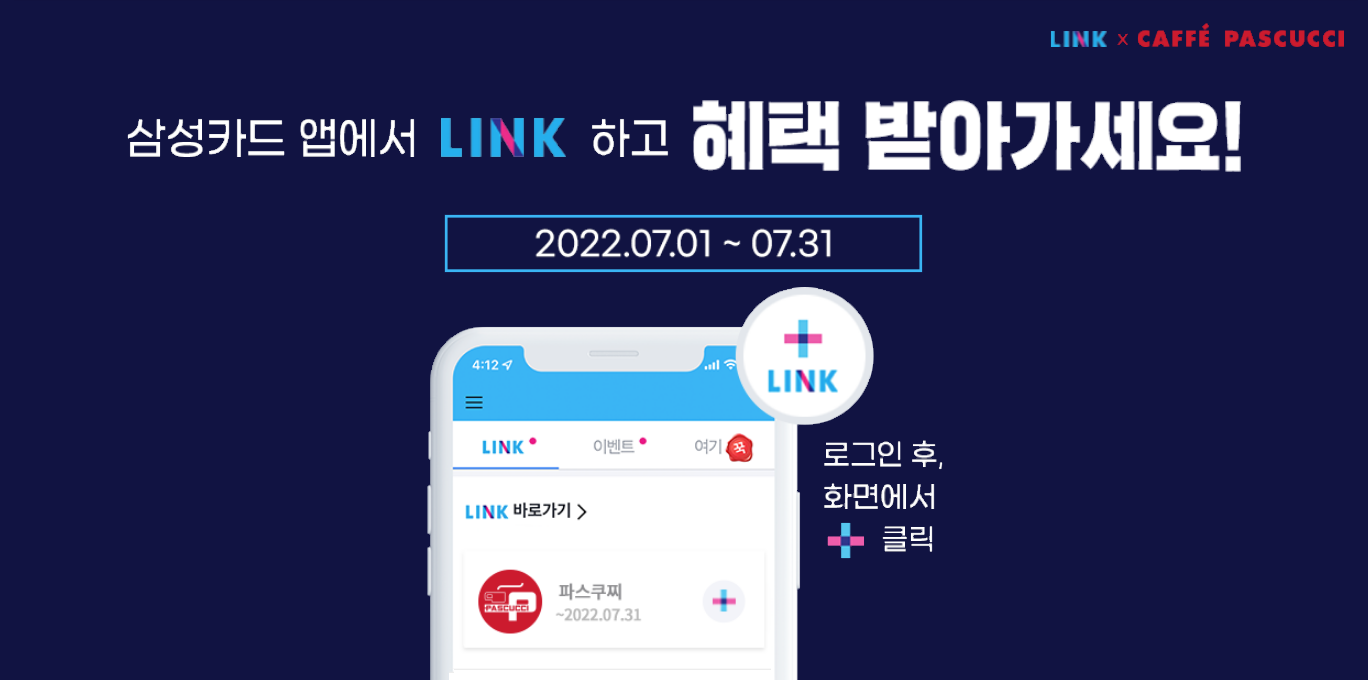 LINK x CAFFÉ PASCUCCI
삼성카드 앱에서 LINK 하고 혜택 받아가세요!
2022.07.01 ~ 07.31
4:12
LINK
LINK 이벤트 여기 꾹
로그인 후,
화면에서
클릭
LINK 바로가기 >
PASCUCCI
파스쿠찌
~2022.07.31